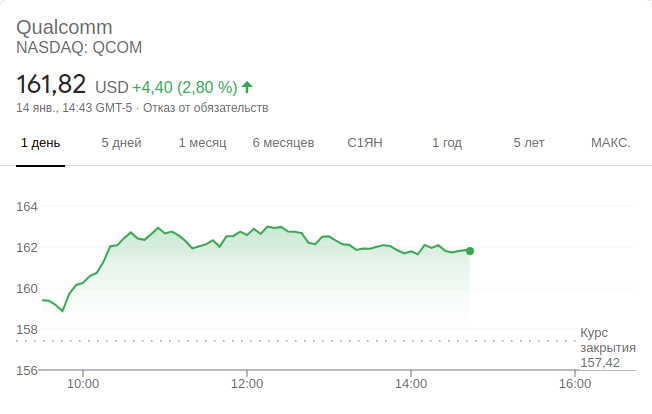 Qualcomm
NASDAQ: QCOM
161,82 USD +4,40 (2,80 %)
14 янв., 14:43 GMT-5 · Отказ от обязательств
1 день 5 дней 1 месяц 6 месяцев С1ЯН 1 год 5 лет МАКС.
164
162
160
158
Курс
закрытия
157,42
156
10:00 12:00 14:00 16:00